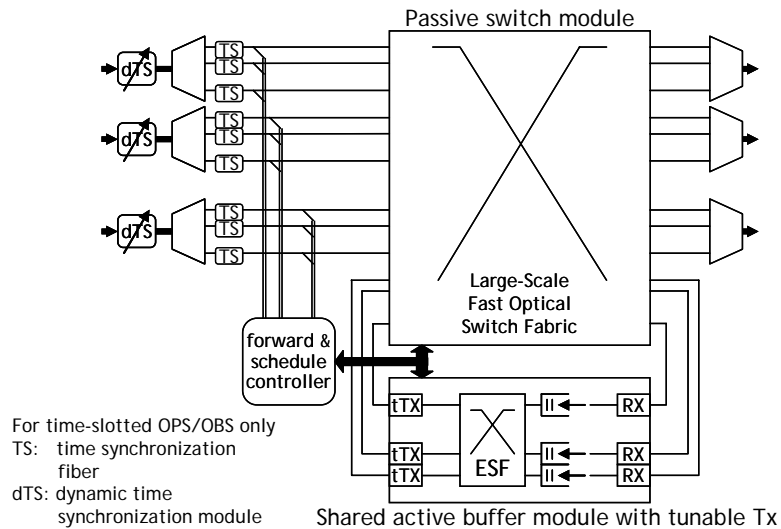 Passive switch module
dTS
TS
TS
TS
dTS
TS
TS
TS
dTS
TS
TS
TS
Large-Scale
Fast Optical
Switch Fabric
forward &
schedule
controller
tTX
tTX
tTX
ESF
RX
RX
RX
For time-slotted OPS/OBS only
TS: time synchronization
fiber
dTS: dynamic time
synchronization module
Shared active buffer module with tunable Tx